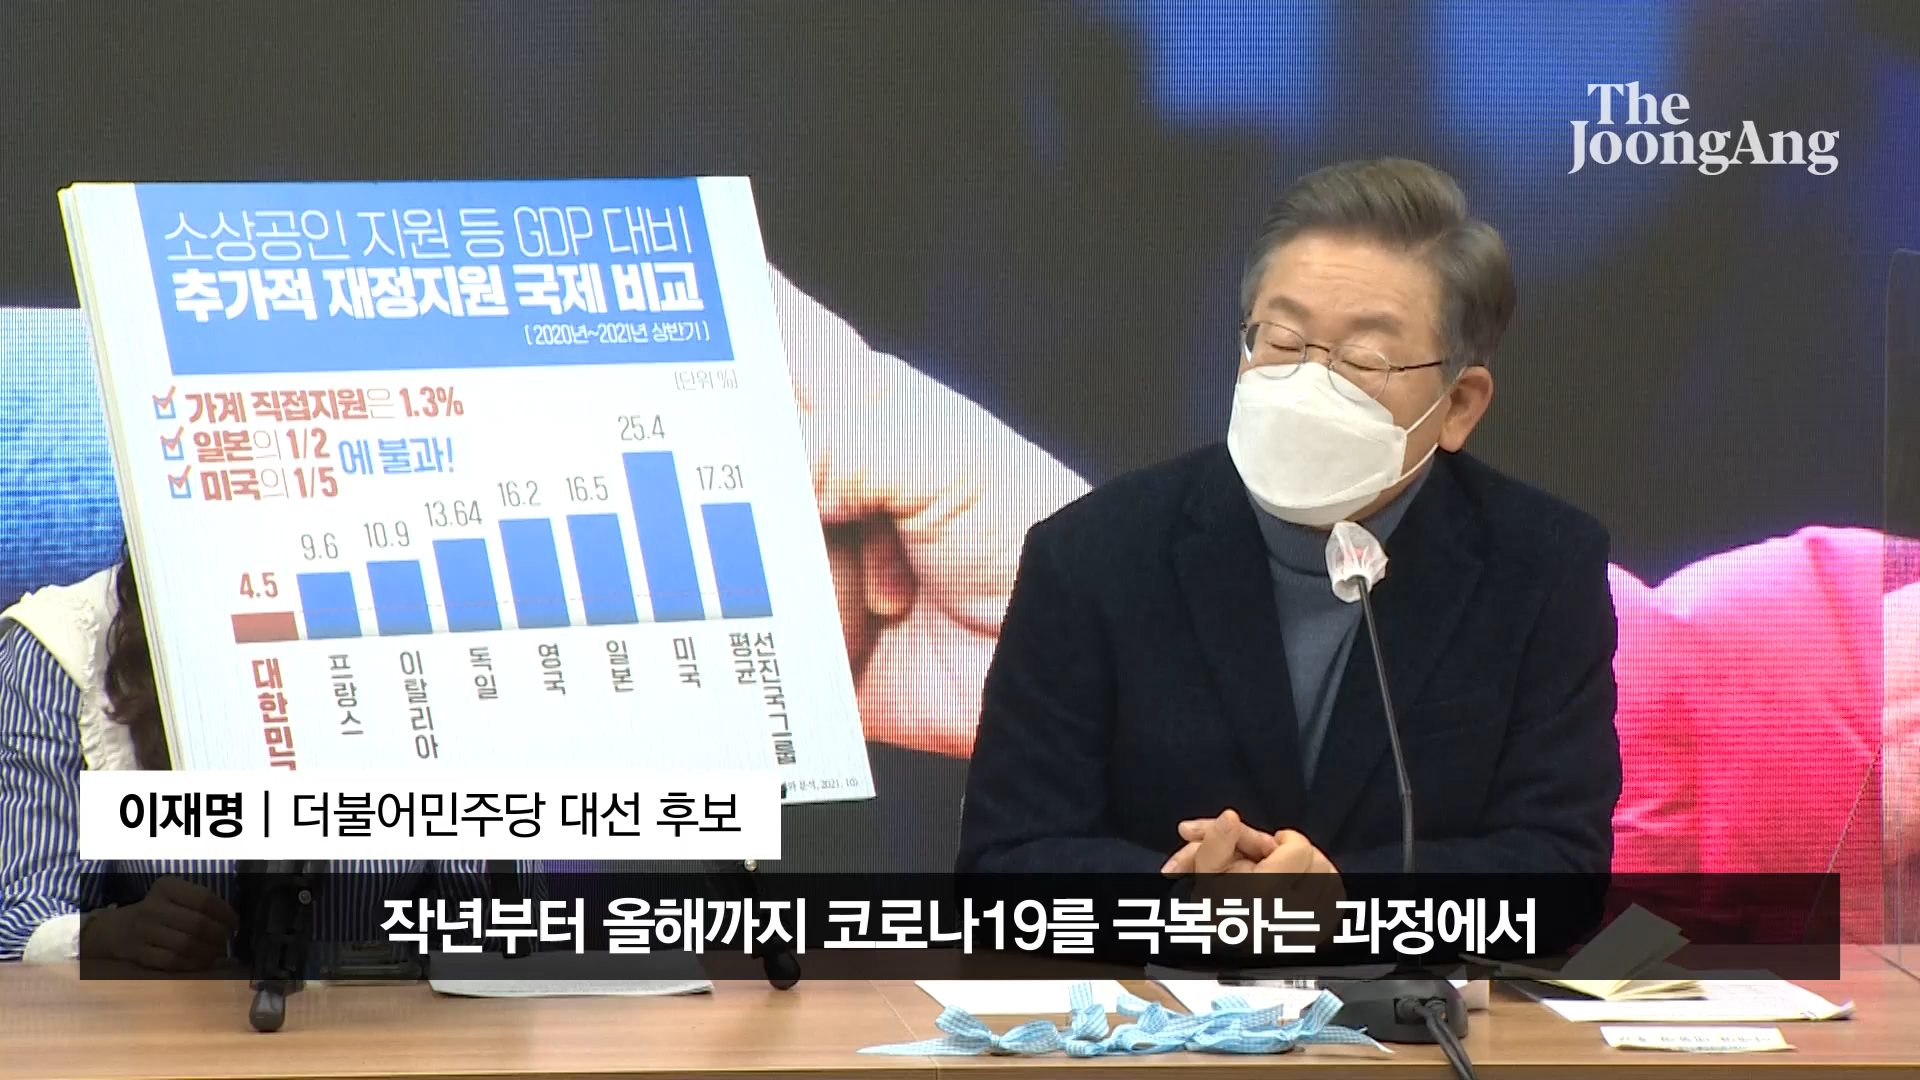 The
JoongAng
소상공인 지원 등 GDP 대비
추가적 재정지원 국제 비교
[2020년~2021년 상반기]
[단위 %]
가계 직접지원은 1.3%
일본의 1/2
미국의 1/5
에 불과!
4.5
9.6
10.9
13.64
16.2
16.5
25.4
17.31
대한민
프랑스
이탈리아
독일
영국
일본
미국
선진국그룹
평균
분석, 2021. 10)
이재명 | 더불어민주당 대선 후보
작년부터 올해까지 코로나19를 극복하는 과정에서